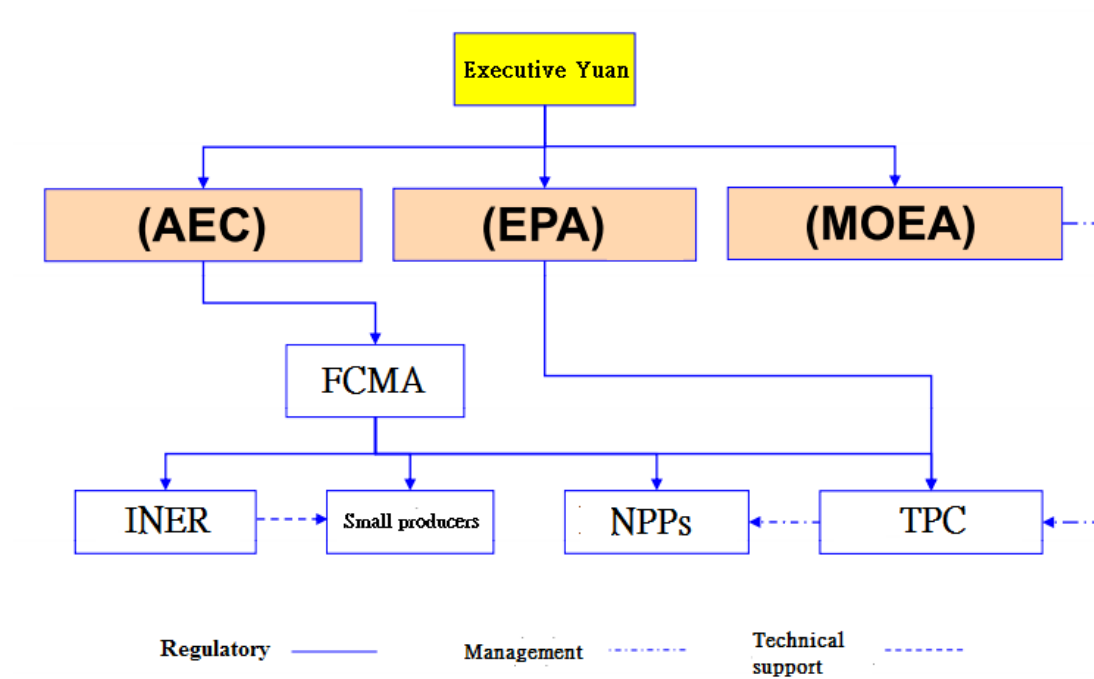 Executive Yuan
(AEC)
(EPA)
(MOEA)
FCMA
INER
Small producers
NPPs
TPC
Regulatory
Management
Technical
support